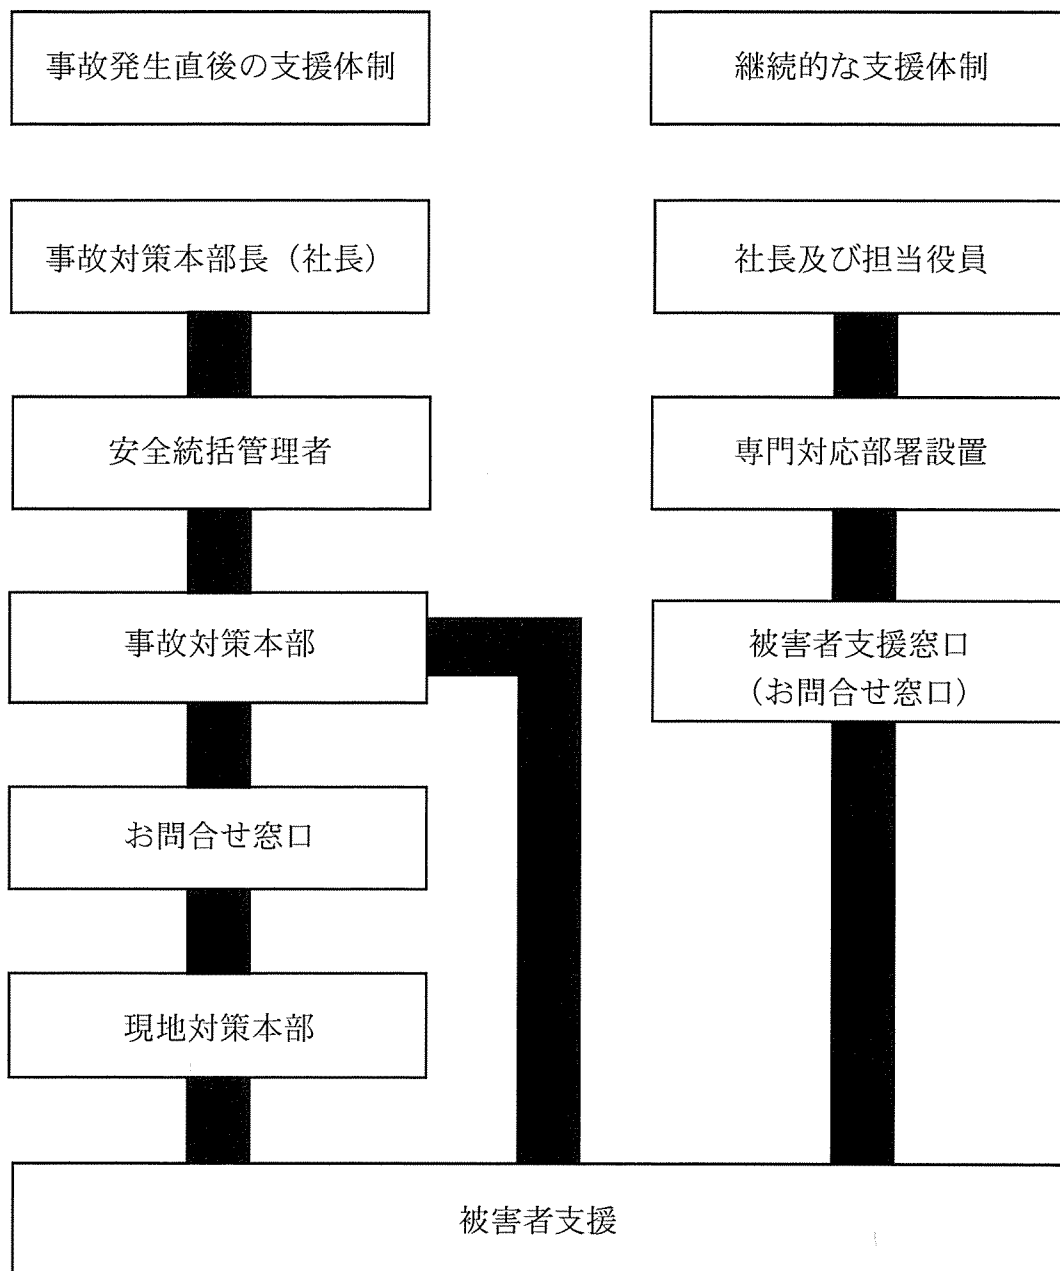 事故発生直後の支援体制
継続的な支援体制
事故対策本部長（社長）
社長及び担当役員
安全統括管理者
専門対応部署設置
事故対策本部
被害者支援窓口
（お問合せ窓口）
お問合せ窓口
現地対策本部
被害者支援